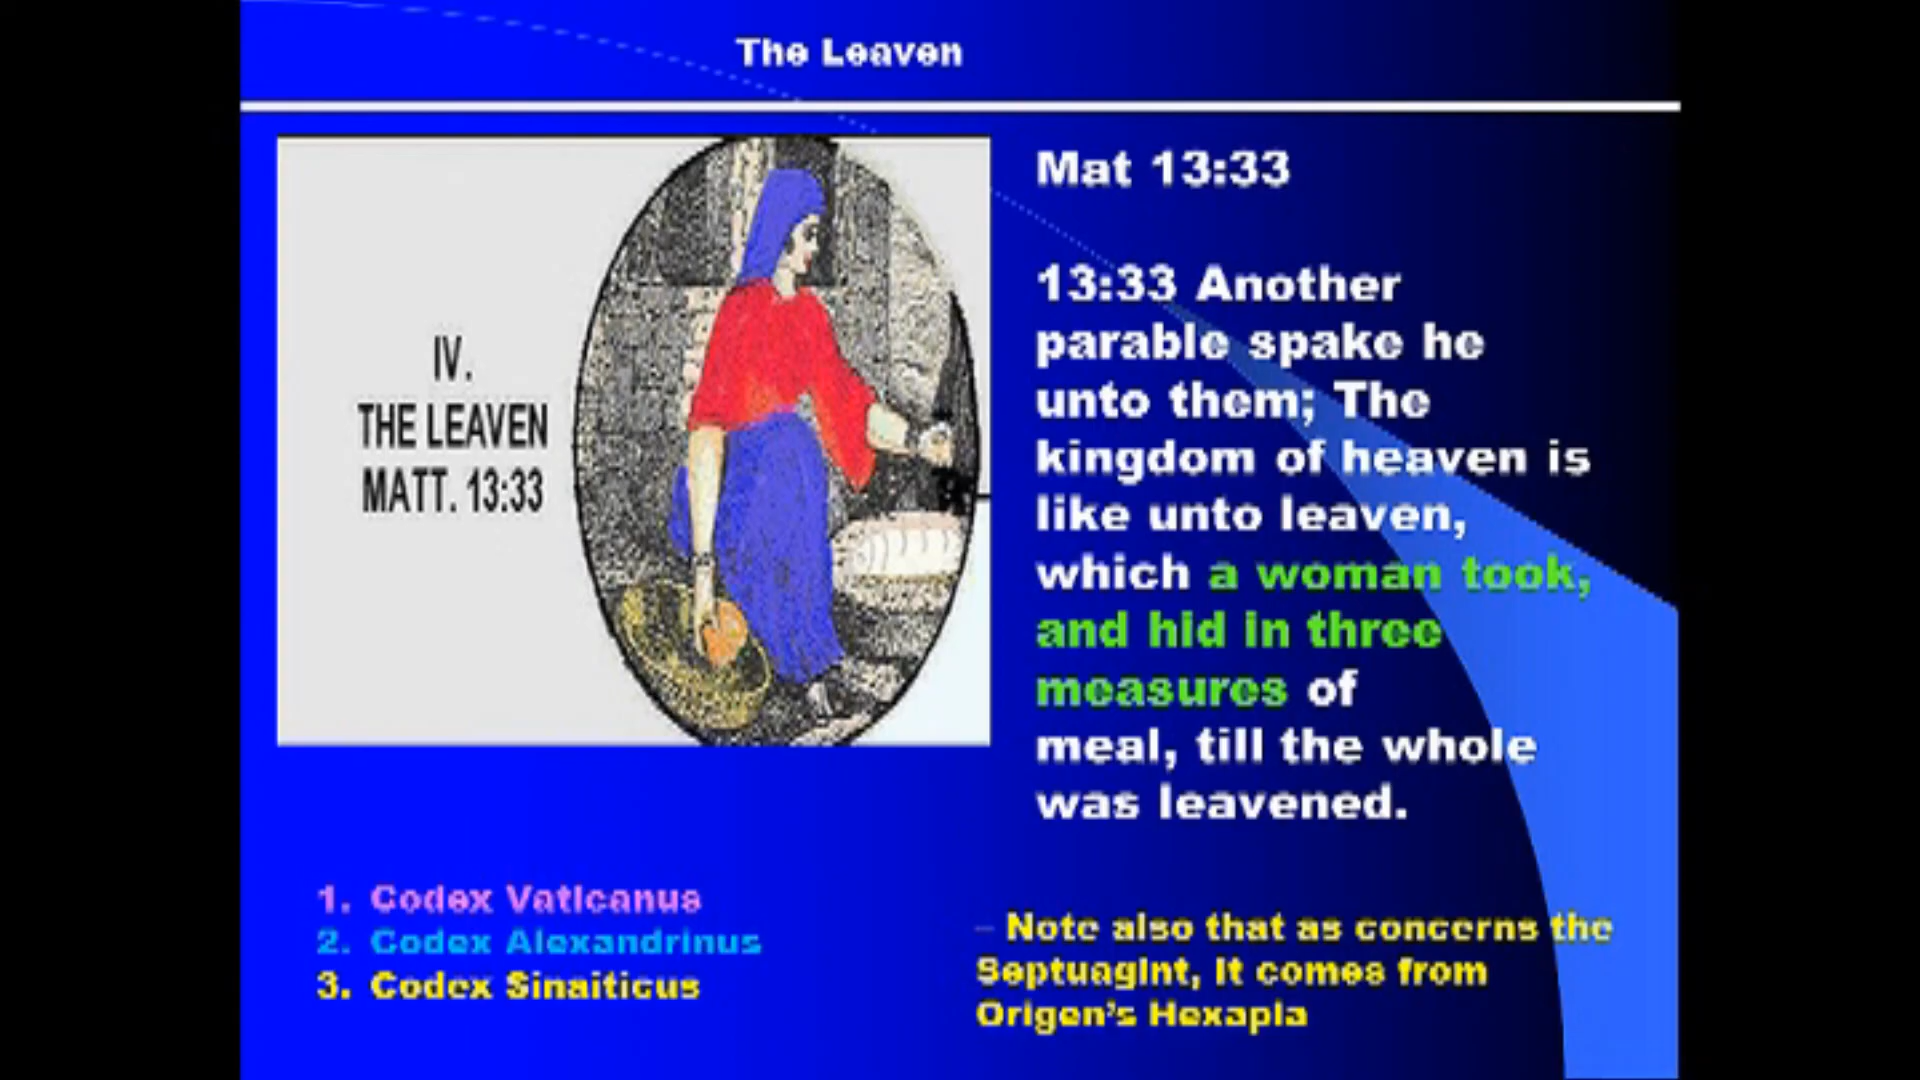 The Leaven
IV.
THE LEAVEN
MATT. 13:33
Mat 13:33
13:33 Another
parable spake he
unto them; The
kingdom of heaven is
like unto leaven,
which a woman took,
and hid in three
measures of
meal, till the whole
was leavened.
1. Codex Vaticanus
2. Codex Alexandrinus
3. Codex Sinaiticus
– Note also that as concerns the
Septuagint, it comes from
Origen's Hexapla